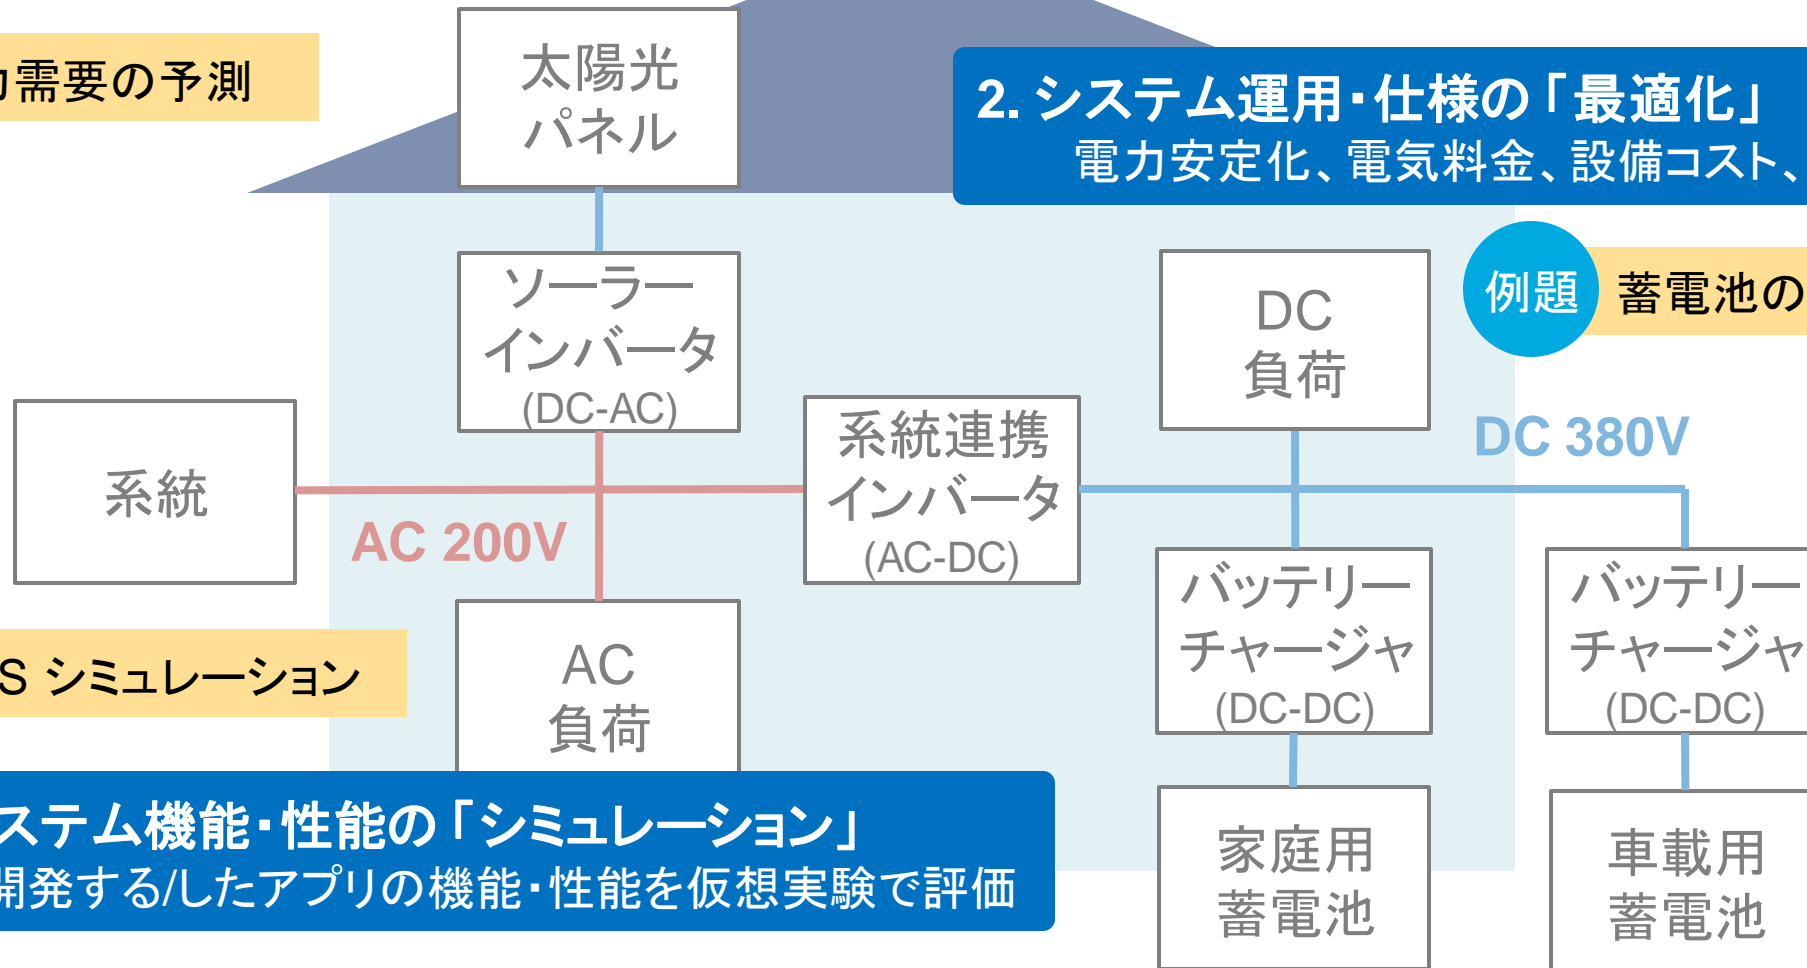 太陽光
パネル
需要の予測
2. システム運用・仕様の「最適化」
電力安定化、電気料金、設備コスト、
ソーラー
インバータ
(DC-AC)
DC
負荷
例題
蓄電池の
系統
AC 200V
系統連携
インバータ
(AC-DC)
DC 380V
バッテリー
チャージャ
(DC-DC)
バッテリー
チャージャ
(DC-DC)
S シミュレーション
AC
負荷
ステム機能・性能の「シミュレーション」
開発する/したアプリの機能・性能を仮想実験で評価
家庭用
蓄電池
車載用
蓄電池